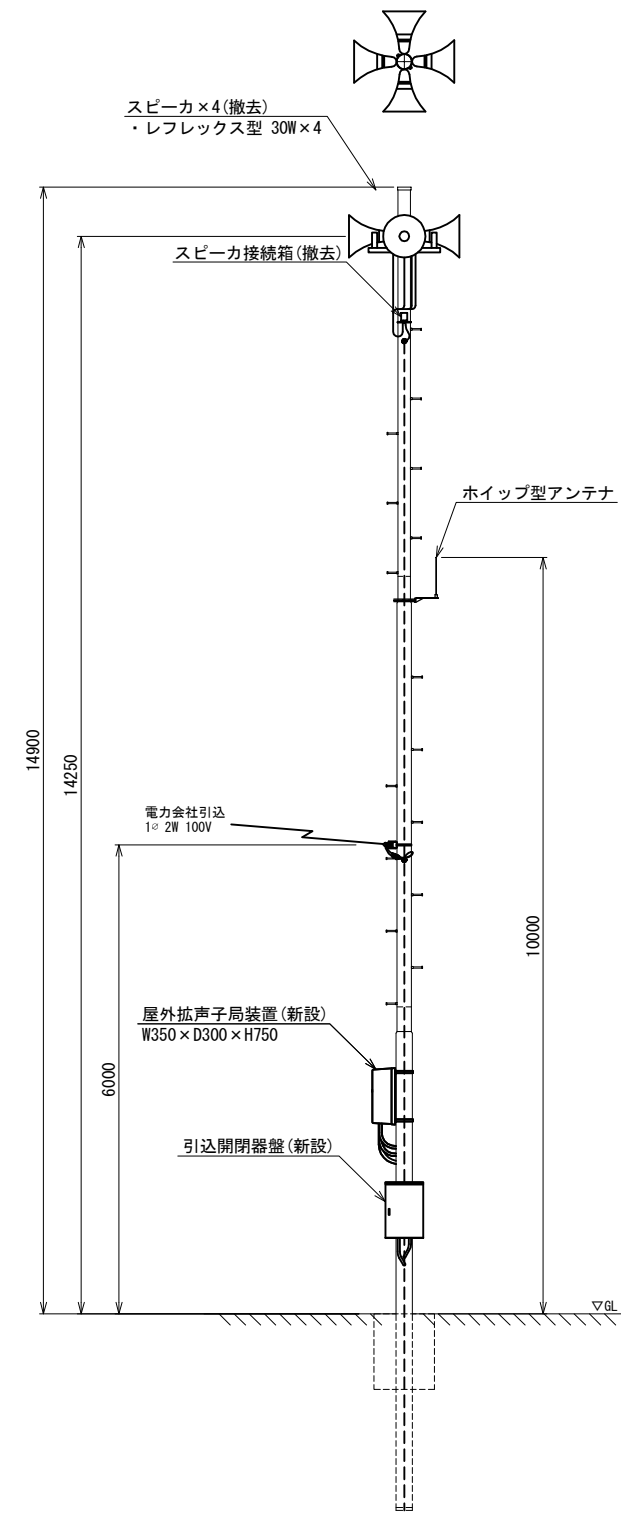 スピーカ×4(撤去)
・レフレックス型 30W×4
スピーカ接続箱(撤去)
ホイップ型アンテナ
14900
14250
電力会社引込
1∅ 2W 100V
10000
屋外拡声子局装置(新設)
W350×D300×H750
6000
引込開閉器盤(新設)
▽GL